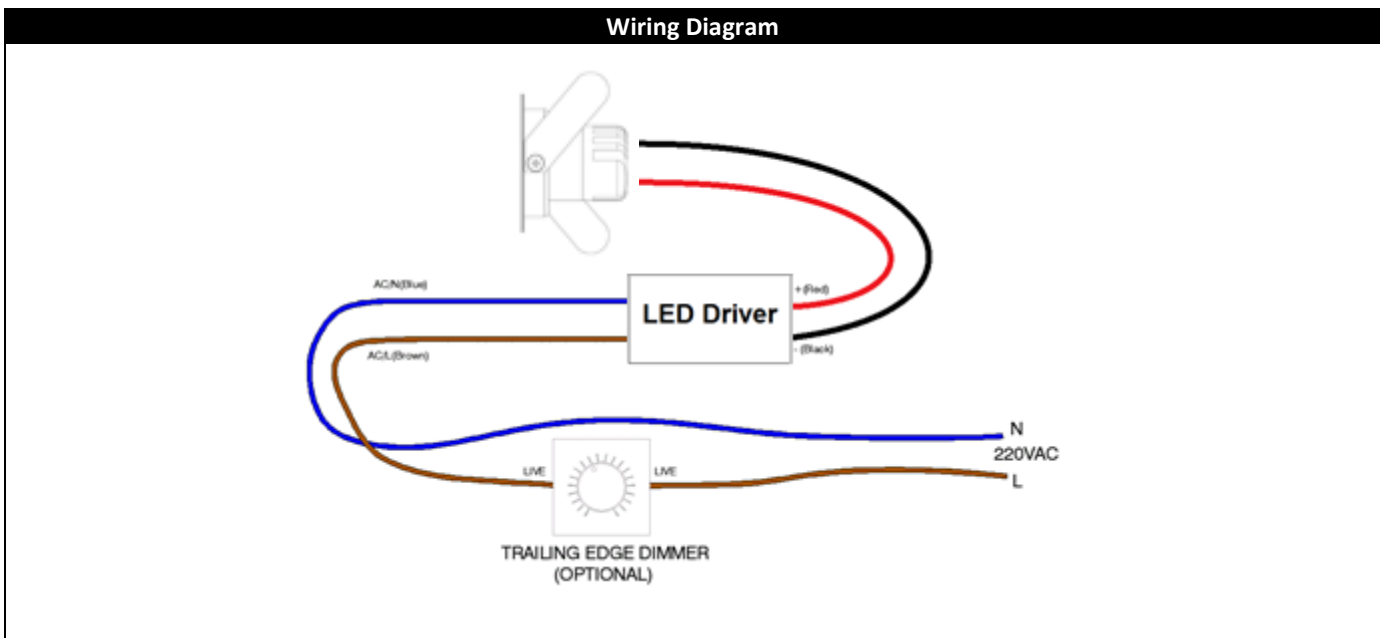 Wiring Diagram
AC/N(Blue)
+(Red)
LED Driver
AC/L(Brown)
- (Black)
N
220VAC
LIVE
LIVE
L
TRAILING EDGE DIMMER
(OPTIONAL)